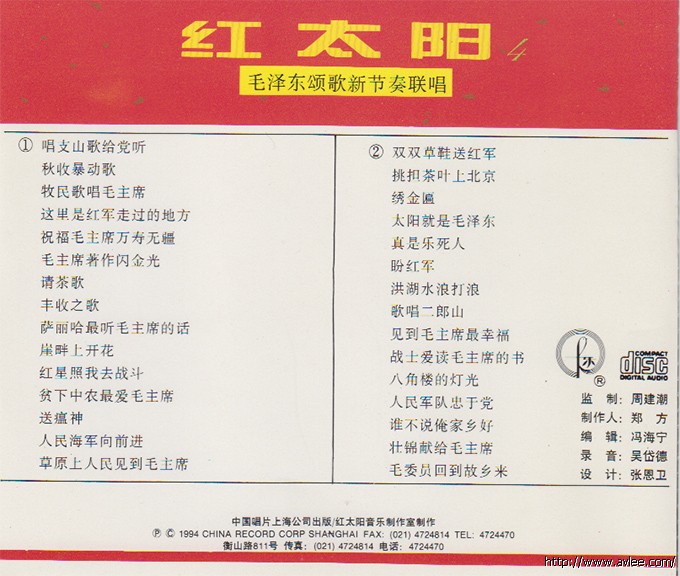 红太阳 4
毛泽东颂歌新节奏联唱
① 唱支山歌给党听
秋收暴动歌
牧民歌唱毛主席
这里是红军走过的地方
祝福毛主席万寿无疆
毛主席著作闪金光
请茶歌
丰收之歌
萨丽哈最听毛主席的话
崖畔上开花
红星照我去战斗
贫下中农最爱毛主席
送瘟神
人民海军向前进
草原上人民见到毛主席
② 双双草鞋送红军
挑担茶叶上北京
绣金匾
太阳就是毛泽东
真是乐死人
盼红军
洪湖水浪打浪
歌唱二郎山
见到毛主席最幸福
战士爱读毛主席的书
八角楼的灯光
人民军队忠于党
谁不说俺家乡好
壮锦献给毛主席
毛委员回到故乡来
®
COMPACT
disc
DIGITAL AUDIO
监 制：周建潮
制作人：郑 方
编 辑：冯海宁
录 音：吴岱德
设 计：张恩卫
中国唱片上海公司出版/红太阳音乐制作室制作
Ⓟ © 1994 CHINA RECORD CORP SHANGHAI FAX: (021) 4724814 TEL: 4724470
衡山路811号 传真: (021) 4724814 电话: 4724470
http://www.avlee.com/